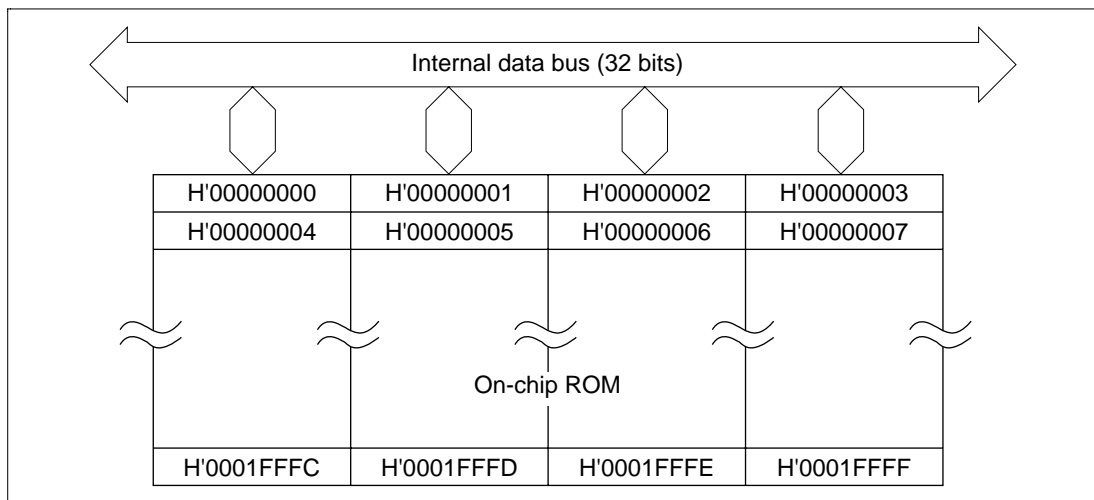 Internal data bus (32 bits)
H'00000000 H'00000001 H'00000002 H'00000003
H'00000004 H'00000005 H'00000006 H'00000007
On-chip ROM
H'0001FFFC H'0001FFFD H'0001FFFE H'0001FFFF